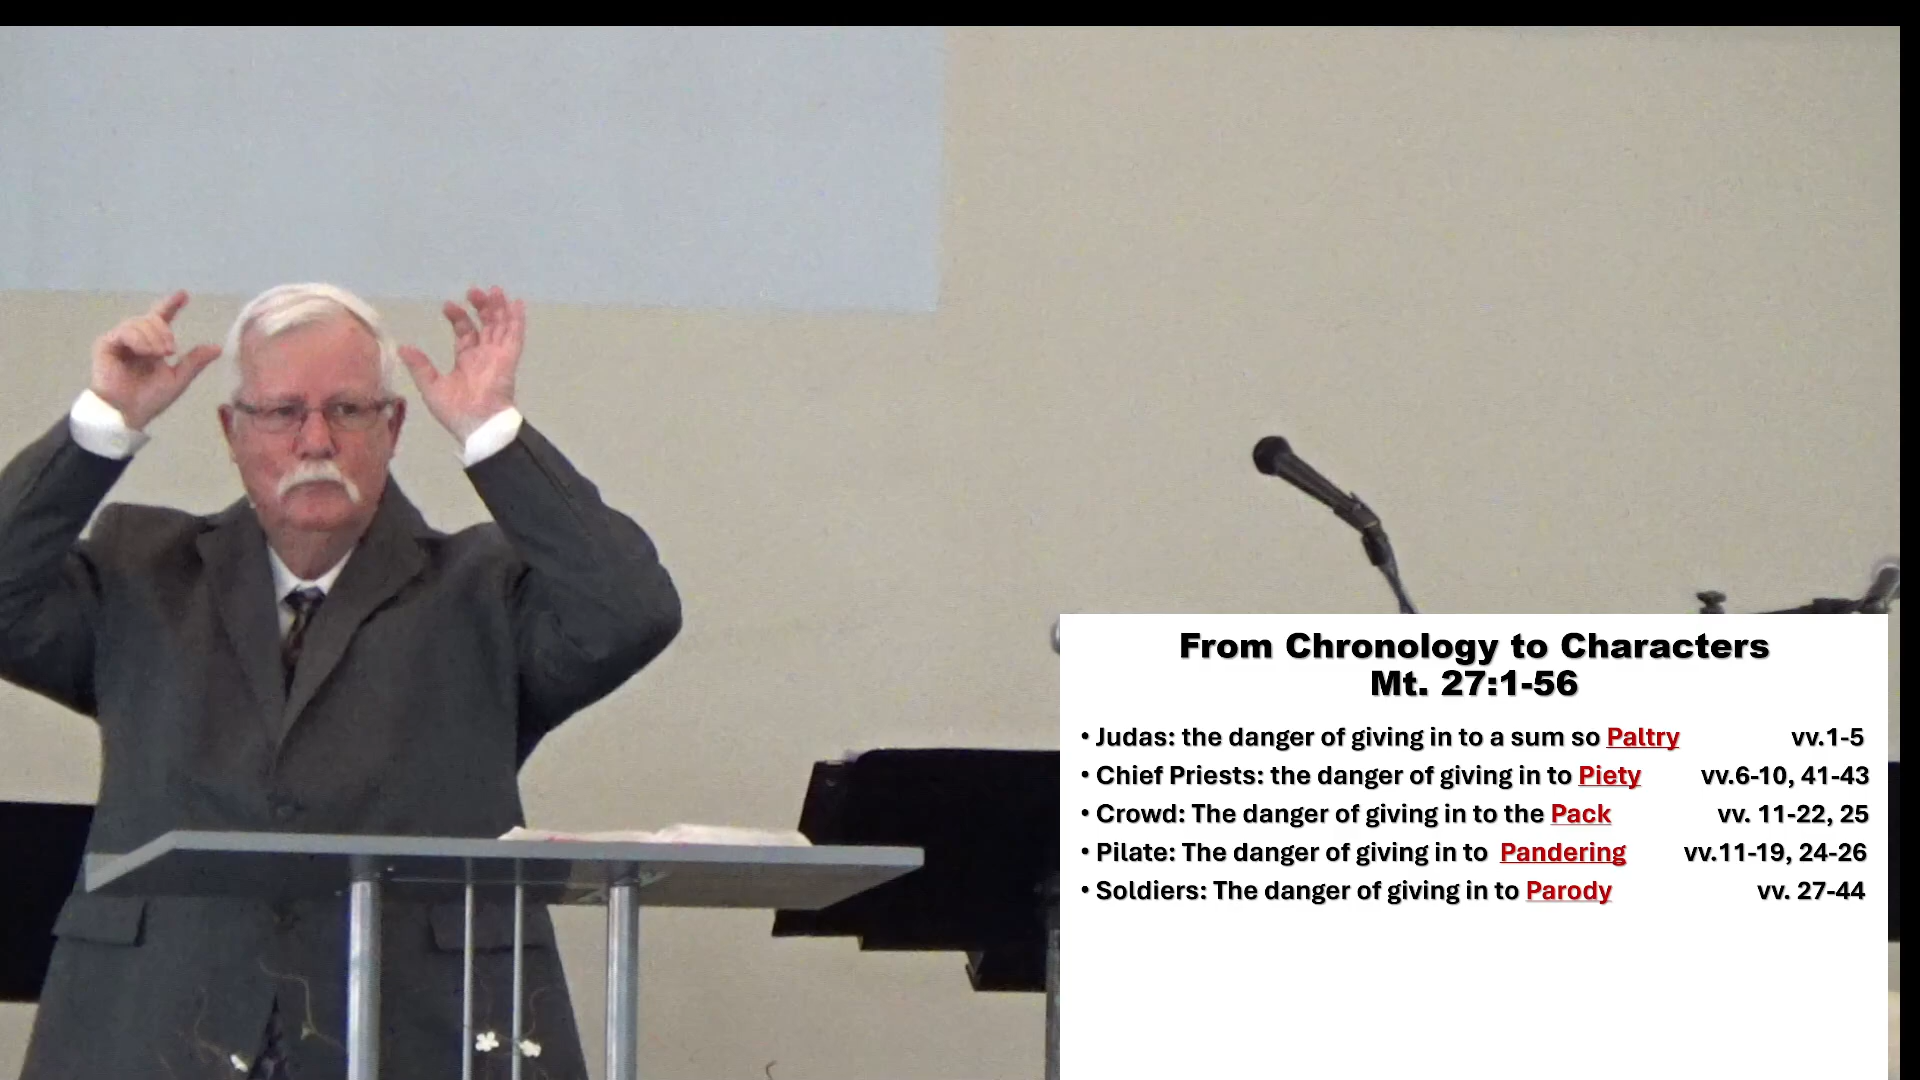 From Chronology to Characters
Mt. 27:1-56
• Judas: the danger of giving in to a sum so Paltry vv.1-5
• Chief Priests: the danger of giving in to Piety vv.6-10, 41-43
• Crowd: The danger of giving in to the Pack vv. 11-22, 25
• Pilate: The danger of giving in to Pandering vv.11-19, 24-26
• Soldiers: The danger of giving in to Parody vv. 27-44